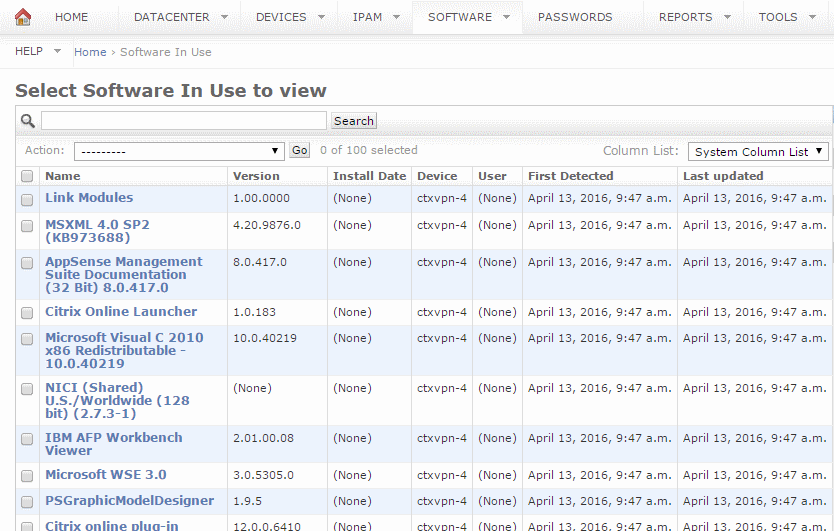 HOME DATACENTER DEVICES IPAM SOFTWARE PASSWORDS REPORTS TOOLS
HELP Home › Software In Use
Select Software In Use to view
Search
Action: --------- Go 0 of 100 selected Column List: System Column List
Name Version Install Date Device User First Detected Last updated
Link Modules 1.00.0000 (None) ctxvpn-4 (None) April 13, 2016, 9:47 a.m. April 13, 2016, 9:47 a.m.
MSXML 4.0 SP2 4.20.9876.0 (None) ctxvpn-4 (None) April 13, 2016, 9:47 a.m. April 13, 2016, 9:47 a.m.
(KB973688)
AppSense Management 8.0.417.0 (None) ctxvpn-4 (None) April 13, 2016, 9:47 a.m. April 13, 2016, 9:47 a.m.
Suite Documentation
(32 Bit) 8.0.417.0
Citrix Online Launcher 1.0.183 (None) ctxvpn-4 (None) April 13, 2016, 9:47 a.m. April 13, 2016, 9:47 a.m.
Microsoft Visual C 2010 10.0.40219 (None) ctxvpn-4 (None) April 13, 2016, 9:47 a.m. April 13, 2016, 9:47 a.m.
x86 Redistributable -
10.0.40219
NICI (Shared) (None) (None) ctxvpn-4 (None) April 13, 2016, 9:47 a.m. April 13, 2016, 9:47 a.m.
U.S./Worldwide (128
bit) (2.7.3-1)
IBM AFP Workbench 2.01.00.08 (None) ctxvpn-4 (None) April 13, 2016, 9:47 a.m. April 13, 2016, 9:47 a.m.
Viewer
Microsoft WSE 3.0 3.0.5305.0 (None) ctxvpn-4 (None) April 13, 2016, 9:47 a.m. April 13, 2016, 9:47 a.m.
PSGraphicModelDesigner 1.9.5 (None) ctxvpn-4 (None) April 13, 2016, 9:47 a.m. April 13, 2016, 9:47 a.m.
Citrix online plug-in 12.0.0.6410 (None) ctxvpn-4 (None) April 13, 2016, 9:47 a.m. April 13, 2016, 9:47 a.m.